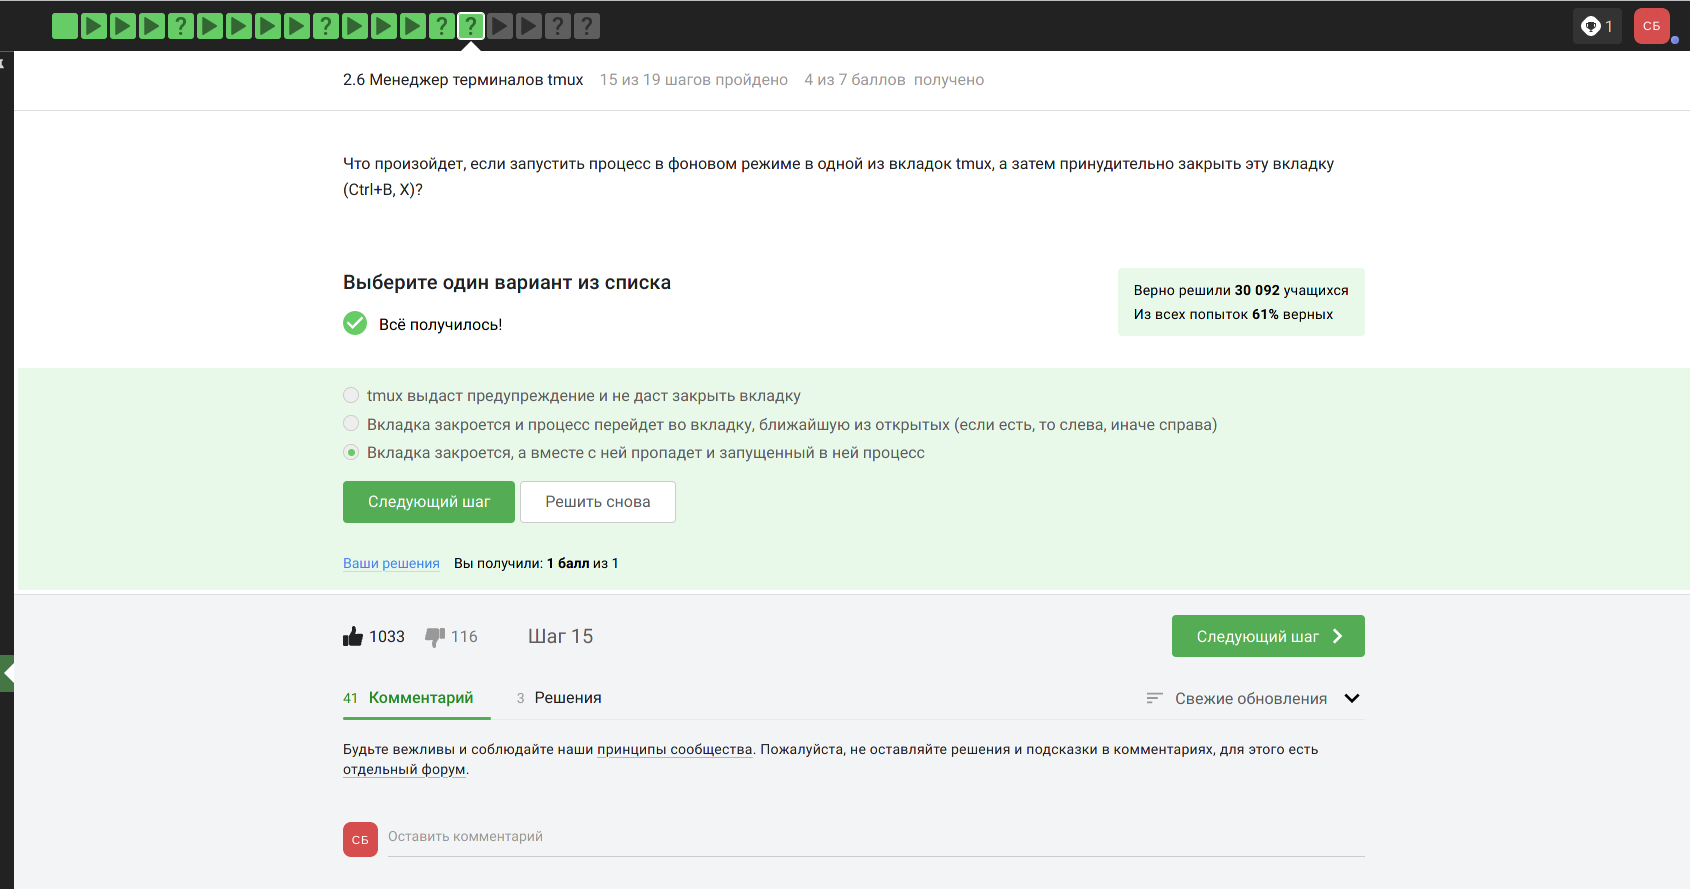 ?
?
?
?
?
?
1
СБ
2.6 Менеджер терминалов tmux 15 из 19 шагов пройдено 4 из 7 баллов получено
Что произойдет, если запустить процесс в фоновом режиме в одной из вкладок tmux, а затем принудительно закрыть эту вкладку
(Ctrl+B, X)?
Выберите один вариант из списка
Всё получилось!
Верно решили 30 092 учащихся
Из всех попыток 61% верных
tmux выдаст предупреждение и не даст закрыть вкладку
Вкладка закроется и процесс перейдет во вкладку, ближайшую из открытых (если есть, то слева, иначе справа)
Вкладка закроется, а вместе с ней пропадет и запущенный в ней процесс
Следующий шаг Решить снова
Ваши решения Вы получили: 1 балл из 1
1033 116 Шаг 15 Следующий шаг
41 Комментарий 3 Решения Свежие обновления
Будьте вежливы и соблюдайте наши принципы сообщества. Пожалуйста, не оставляйте решения и подсказки в комментариях, для этого есть
отдельный форум.
СБ Оставить комментарий